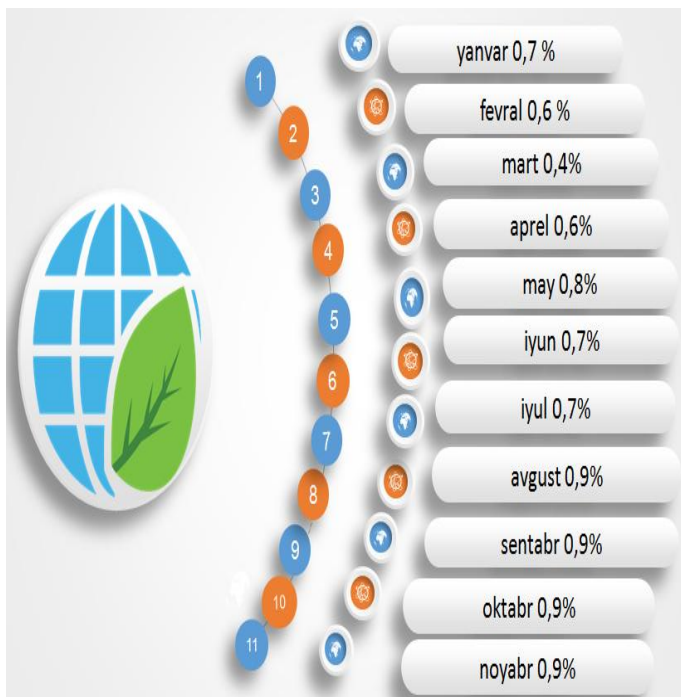 1
yanvar 0,7 %
2
fevral 0,6 %
3
mart 0,4%
4
aprel 0,6%
5
may 0,8%
6
iyun 0,7%
7
iyul 0,7%
8
avgust 0,9%
9
sentabr 0,9%
10
oktabr 0,9%
11
noyabr 0,9%